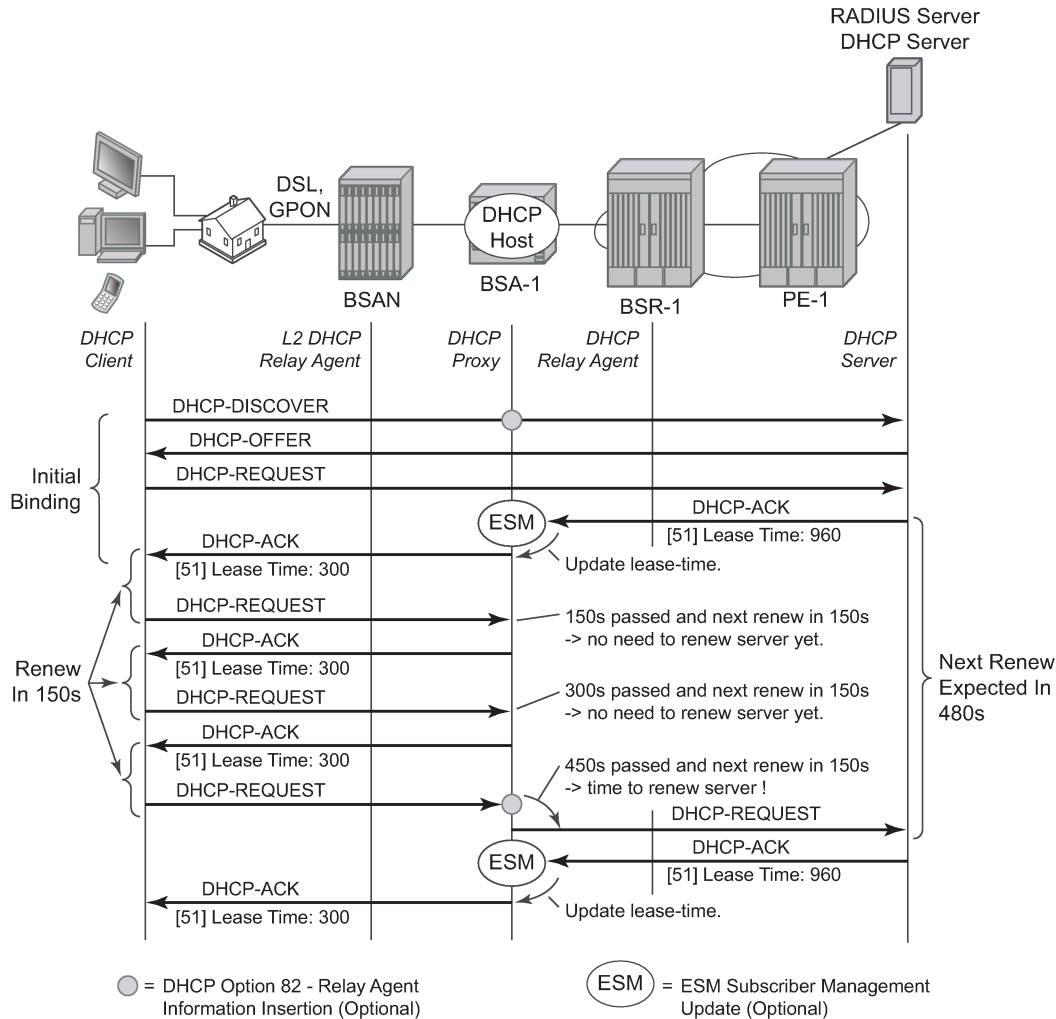 RADIUS Server
DHCP Server
DSL,
GPON
DHCP
Host
BSAN
BSA-1
BSR-1
PE-1
DHCP
Client
L2 DHCP
Relay Agent
DHCP
Proxy
DHCP
Relay Agent
DHCP
Server
DHCP-DISCOVER
DHCP-OFFER
Initial
Binding
DHCP-REQUEST
DHCP-ACK
ESM
[51] Lease Time: 960
DHCP-ACK
[51] Lease Time: 300
Update lease-time.
DHCP-REQUEST
150s passed and next renew in 150s
-> no need to renew server yet.
DHCP-ACK
[51] Lease Time: 300
Renew
In 150s
Next Renew
Expected In
480s
DHCP-REQUEST
300s passed and next renew in 150s
-> no need to renew server yet.
DHCP-ACK
[51] Lease Time: 300
450s passed and next renew in 150s
-> time to renew server !
DHCP-REQUEST
DHCP-REQUEST
DHCP-ACK
ESM
[51] Lease Time: 960
DHCP-ACK
[51] Lease Time: 300
Update lease-time.
= DHCP Option 82 - Relay Agent
Information Insertion (Optional)
ESM
= ESM Subscriber Management
Update (Optional)